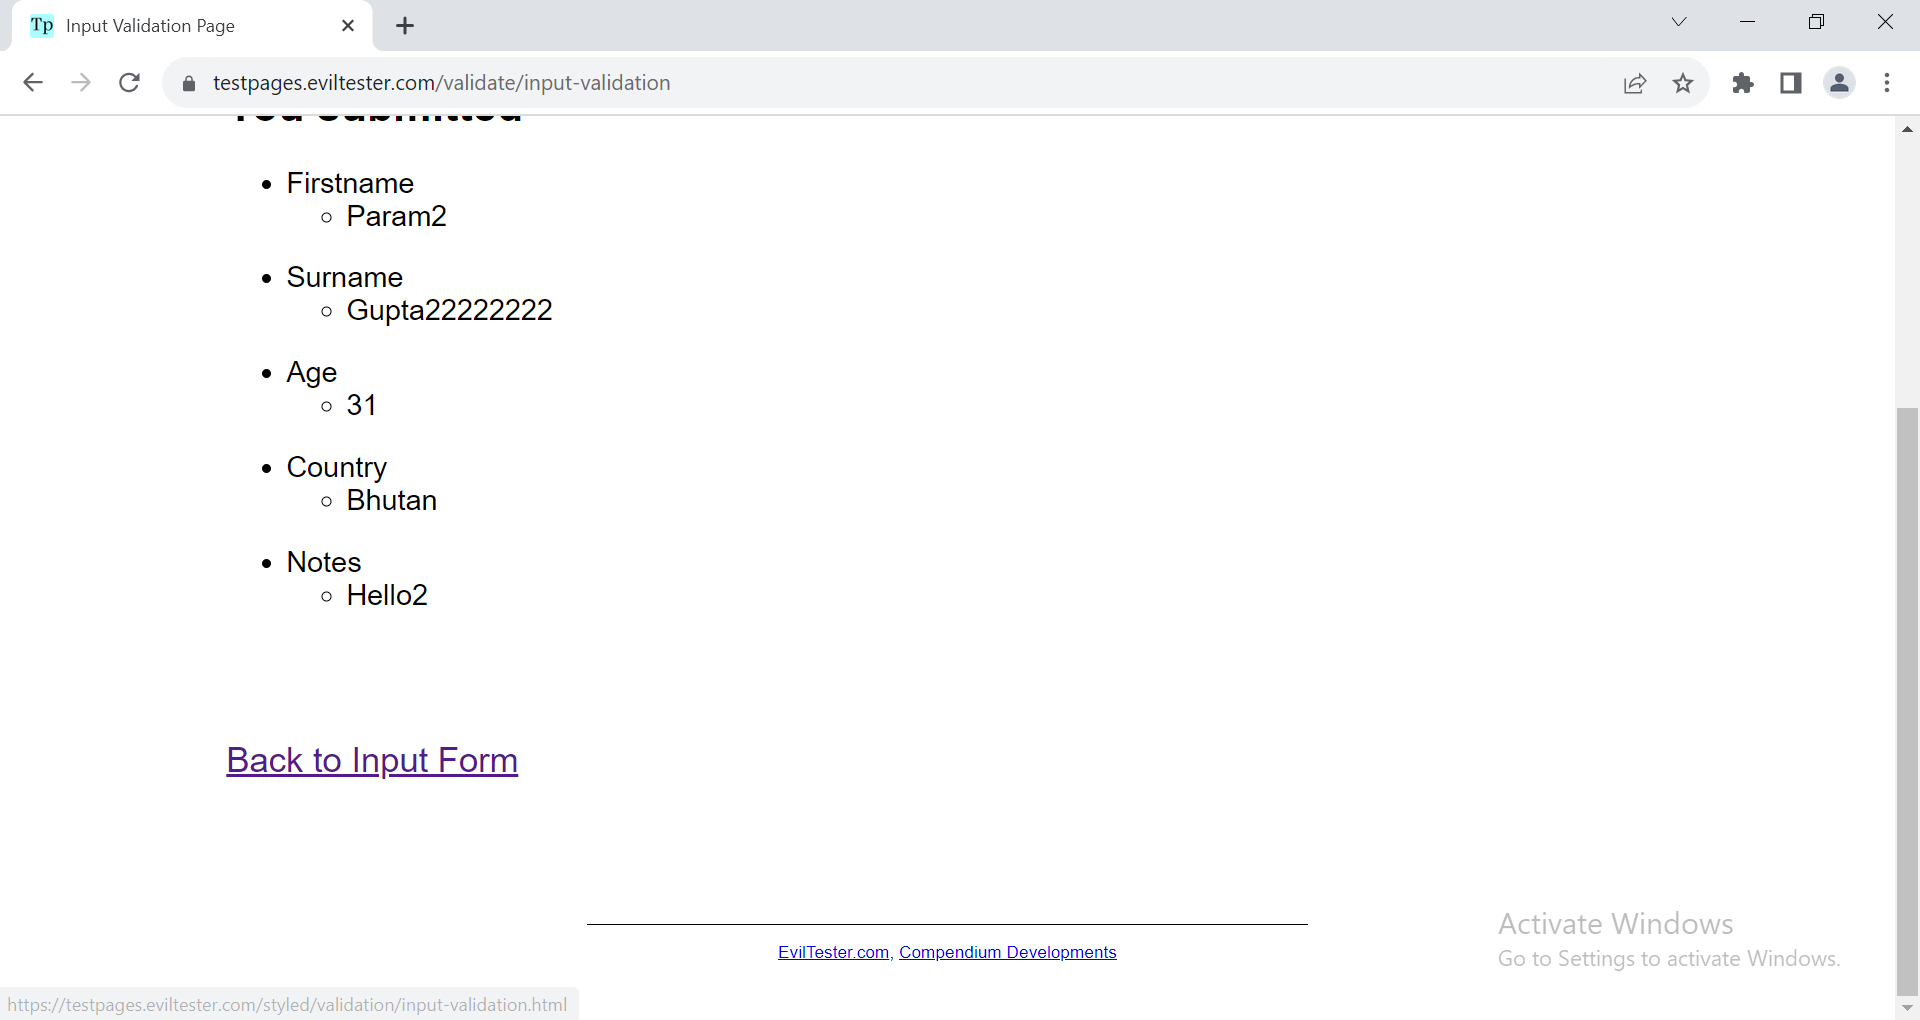 Tp Input Validation Page
testpages.eviltester.com/validate/input-validation
You submitted
Firstname
Param2
Surname
Gupta22222222
Age
31
Country
Bhutan
Notes
Hello2
Back to Input Form
EvilTester.com, Compendium Developments
Activate Windows
Go to Settings to activate Windows.
https://testpages.eviltester.com/styled/validation/input-validation.html